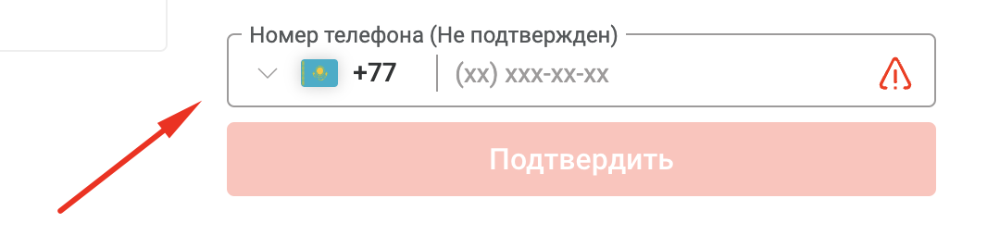 Номер телефона (Не подтвержден)
+77 (xx) xxx-xx-xx
Подтвердить